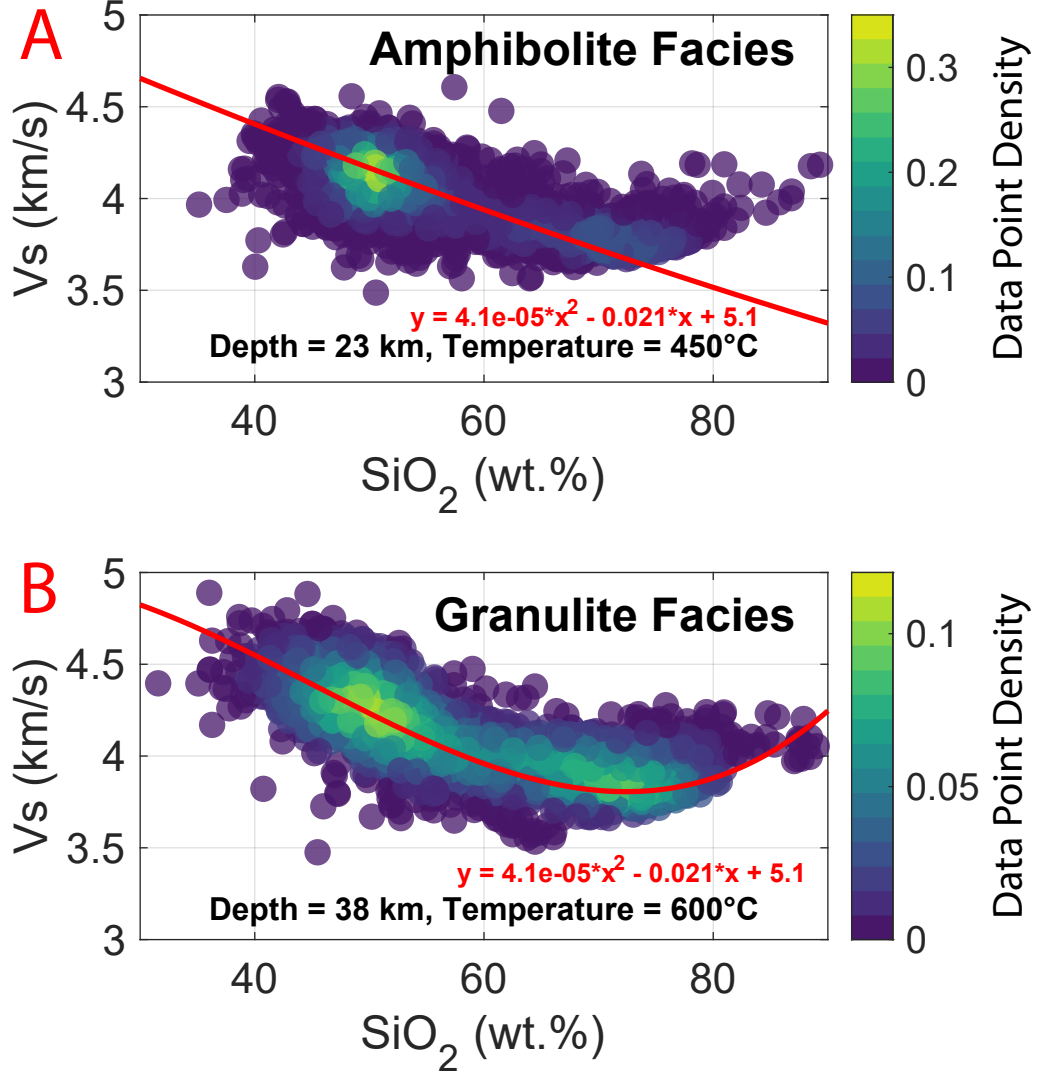 A
Amphibolite Facies
5
4.5
4
3.5
3
Vs (km/s)
y = 4.1e-05*x² - 0.021*x + 5.1
Depth = 23 km, Temperature = 450°C
40
60
80
SiO₂ (wt.%)
0.3
0.2
0.1
0
Data Point Density
B
Granulite Facies
5
4.5
4
3.5
3
Vs (km/s)
y = 4.1e-05*x² - 0.021*x + 5.1
Depth = 38 km, Temperature = 600°C
40
60
80
SiO₂ (wt.%)
0.1
0.05
0
Data Point Density